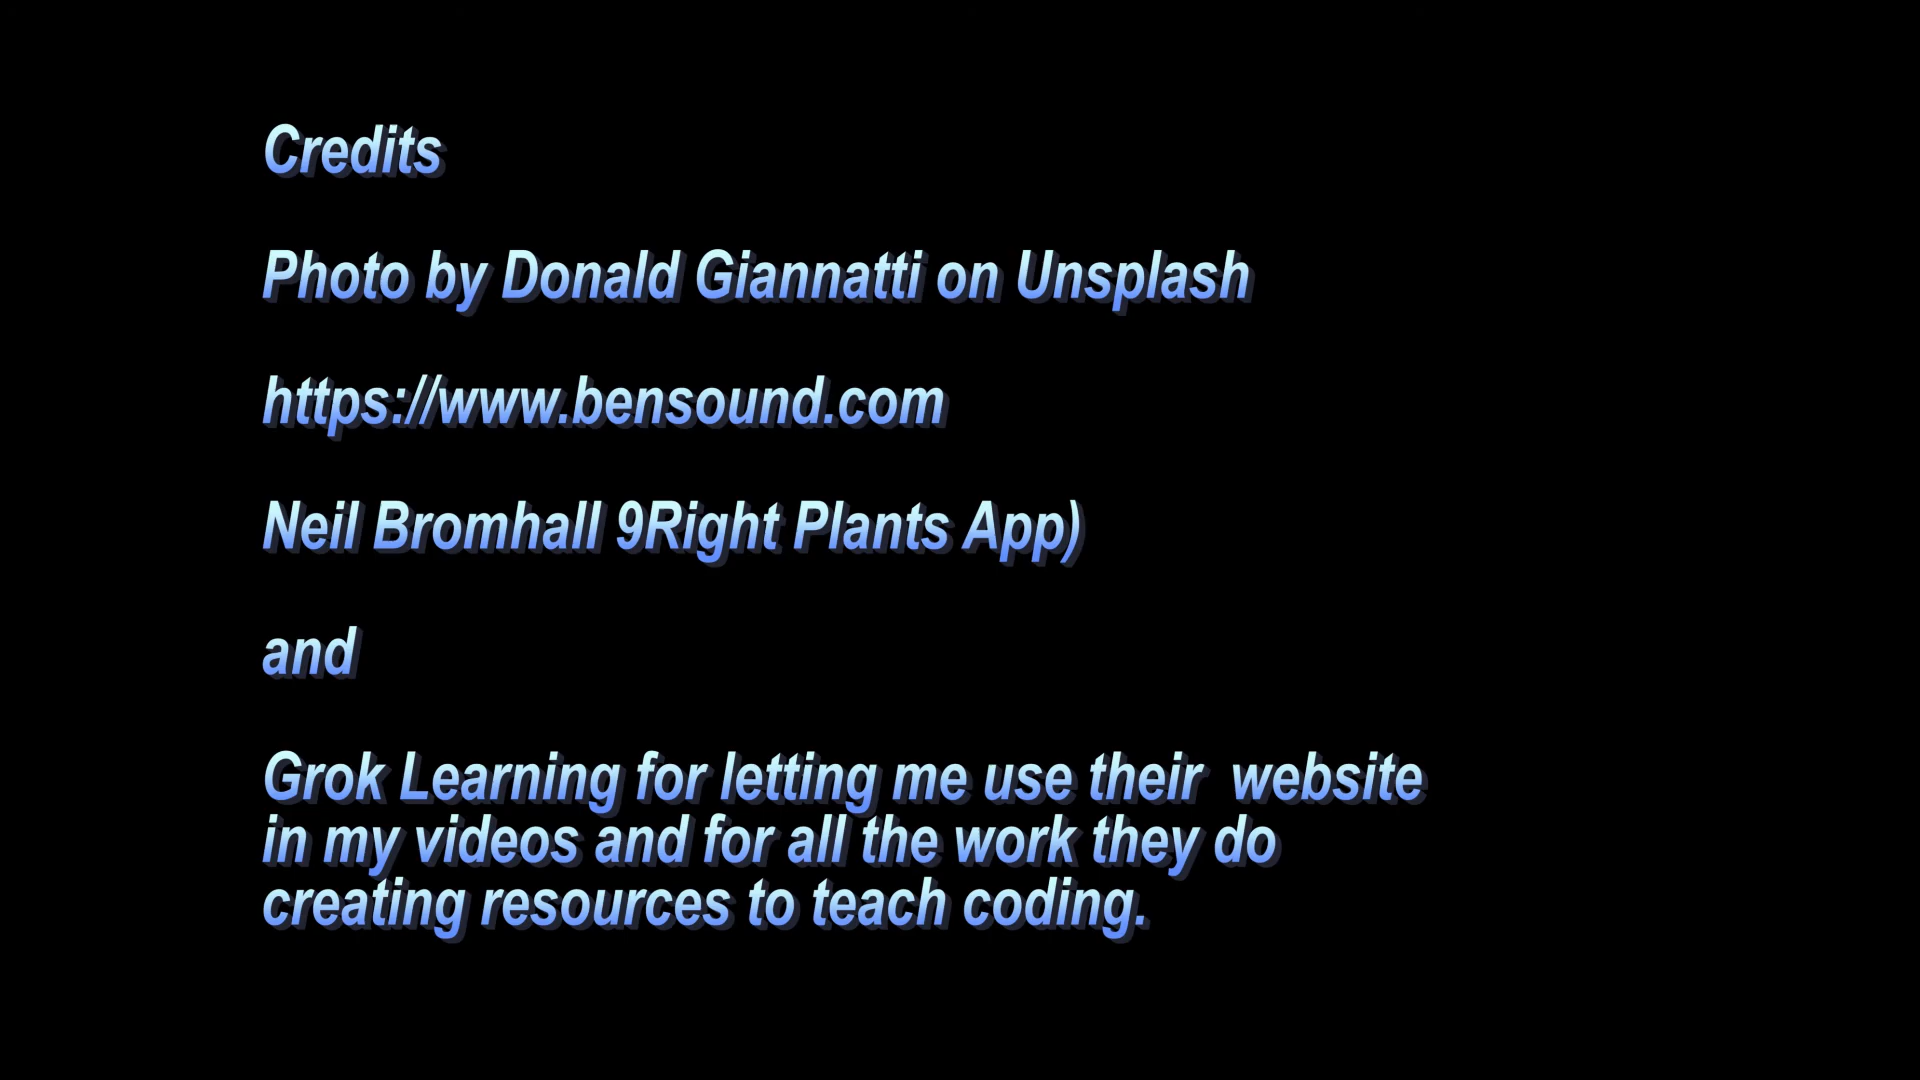 Credits
Photo by Donald Giannatti on Unsplash
https://www.bensound.com
Neil Bromhall 9Right Plants App)
and
Grok Learning for letting me use their  website
in my videos and for all the work they do
creating resources to teach coding.